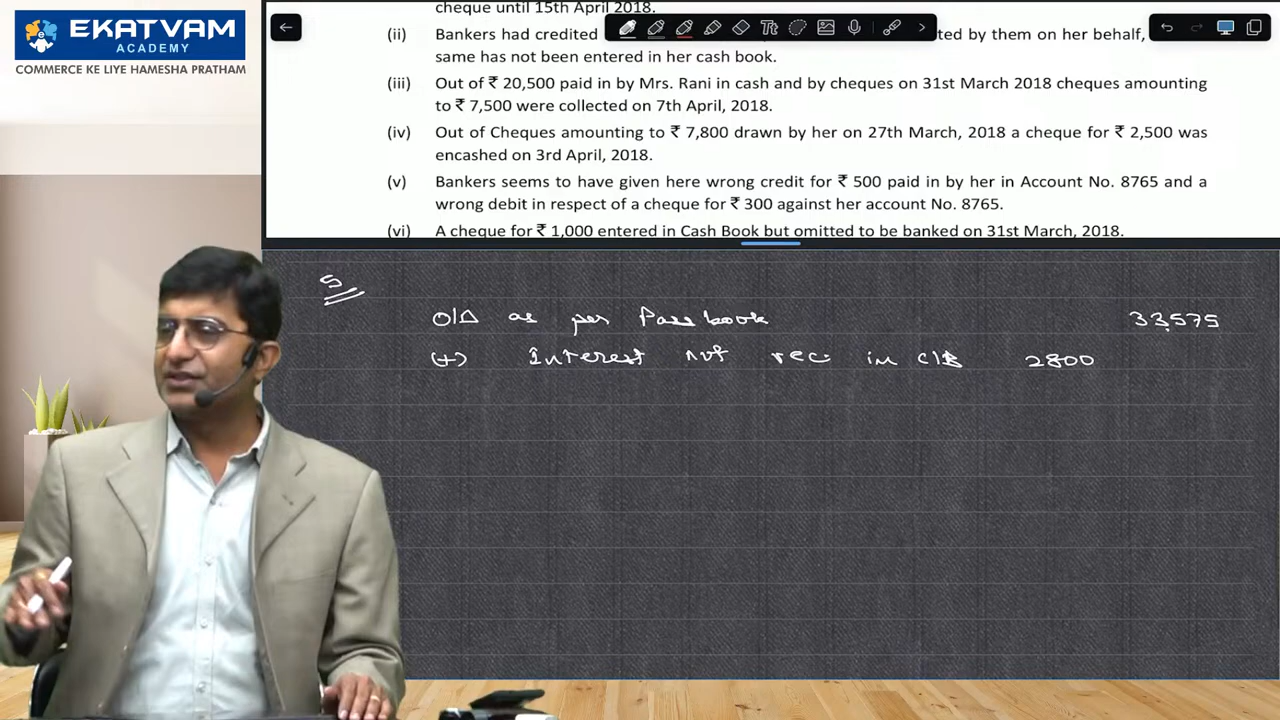 EKATVAM
ACADEMY
COMMERCE KE LIYE HAMESHA PRATHAM
cheque until 15th April 2018.
(ii) Bankers had credited ted by them on her behalf,
same has not been entered in her cash book.
(iii) Out of ₹ 20,500 paid in by Mrs. Rani in cash and by cheques on 31st March 2018 cheques amounting
to ₹ 7,500 were collected on 7th April, 2018.
(iv) Out of Cheques amounting to ₹ 7,800 drawn by her on 27th March, 2018 a cheque for ₹ 2,500 was
encashed on 3rd April, 2018.
(v) Bankers seems to have given here wrong credit for ₹ 500 paid in by her in Account No. 8765 and a
wrong debit in respect of a cheque for ₹ 300 against her account No. 8765.
(vi) A cheque for ₹ 1,000 entered in Cash Book but omitted to be banked on 31st March, 2018.
5
O/D as per Passbook 33,575
(+) Interest not rec in C/B 2800